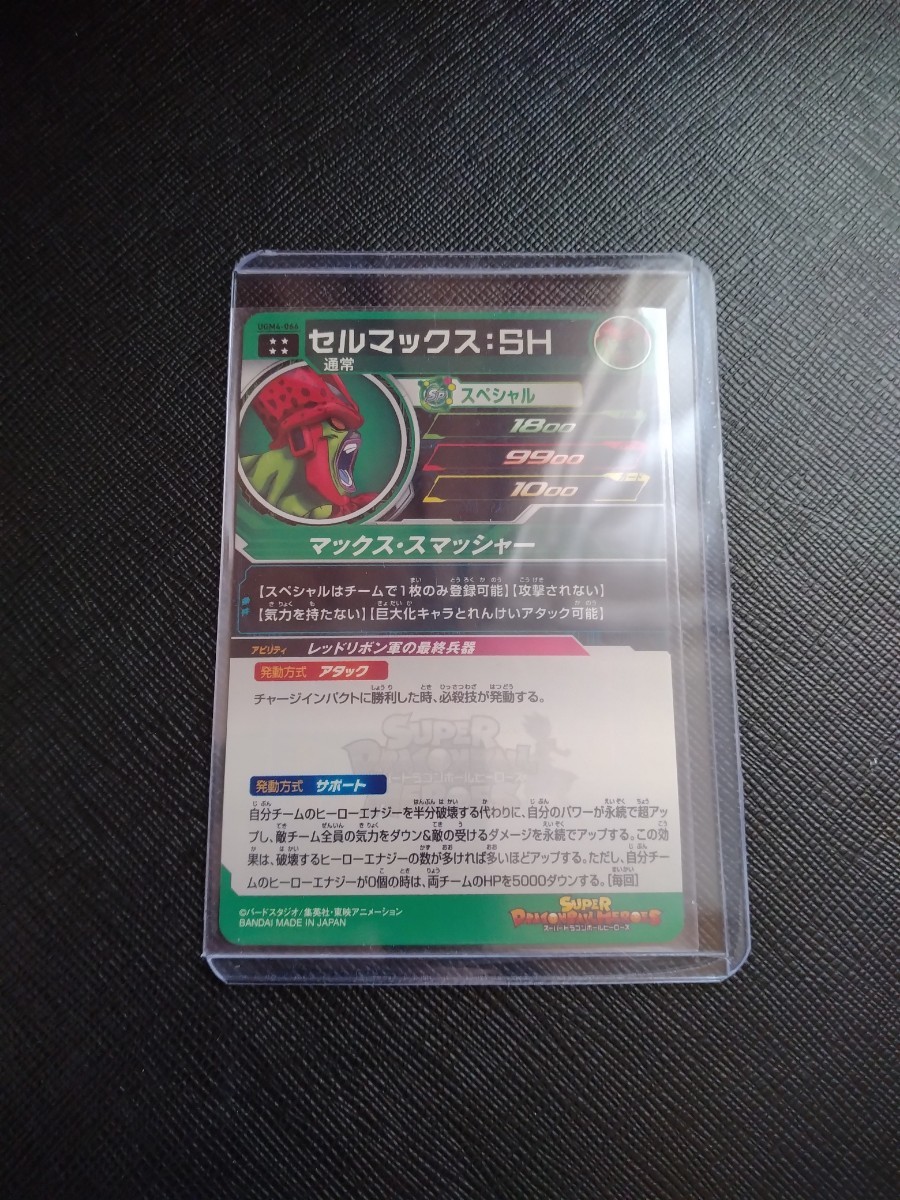 UGM4-066
★★★★
セルマックス:SH
通常
スペシャル
1800
9900
1000
マックス・スマッシャー
【スペシャルはチームで1枚のみ登録可能】【攻撃されない】
【気力を持たない】【巨大化キャラとれんけいアタック可能】
アビリティ レッドリボン軍の最終兵器
発動方式 アタック
チャージインパクトに勝利した時、必殺技が発動する。
発動方式 サポート
自分チームのヒーローエナジーを半分破壊する代わりに、自分のパワーが永続で超アッ
プし、敵チーム全員の気力をダウン&敵の受けるダメージを永続でアップする。この効
果は、破壊するヒーローエナジーの数が多ければ多いほどアップする。ただし、自分チー
ムのヒーローエナジーが0個の時は、両チームのHPを5000ダウンする。[毎回]
©バードスタジオ/集英社・東映アニメーション
BANDAI MADE IN JAPAN
SUPER
DRAGONBALL HEROES
スーパードラゴンボールヒーローズ